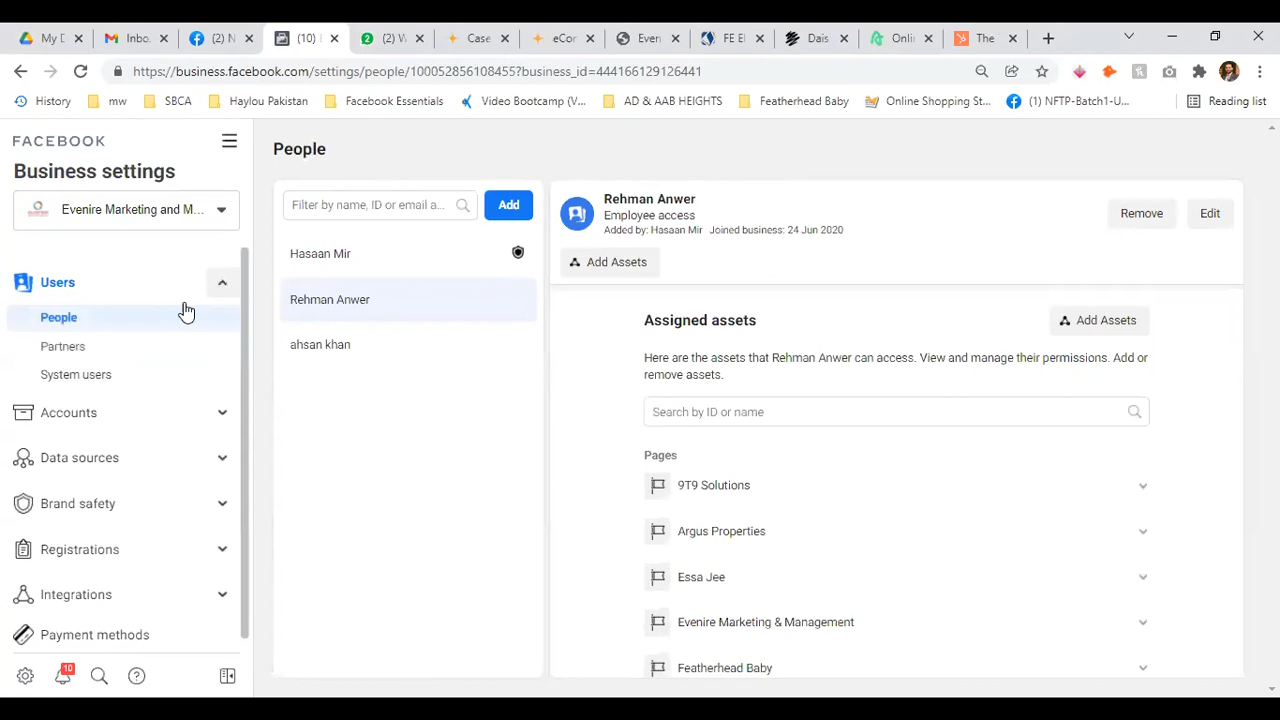 My D
Inbo.
(2) N
(10)
(2) W
Case
eCor
Even
FE El
Dais
Onli
The
https://business.facebook.com/settings/people/100052856108455?business_id=444166129126441
History
mw
SBCA
Haylou Pakistan
Facebook Essentials
Video Bootcamp (V...
AD & AAB HEIGHTS
Featherhead Baby
Online Shopping St...
(1) NFTP-Batch1-U...
Reading list
FACEBOOK
Business settings
Evenire Marketing and M...
Users
People
Partners
System users
Accounts
Data sources
Brand safety
Registrations
Integrations
Payment methods
10
People
Filter by name, ID or email a...
Add
Hasaan Mir
Rehman Anwer
ahsan khan
Rehman Anwer
Employee access
Added by: Hasaan Mir Joined business: 24 Jun 2020
Remove
Edit
Add Assets
Assigned assets
Add Assets
Here are the assets that Rehman Anwer can access. View and manage their permissions. Add or
remove assets.
Search by ID or name
Pages
9T9 Solutions
Argus Properties
Essa Jee
Evenire Marketing & Management
Featherhead Baby